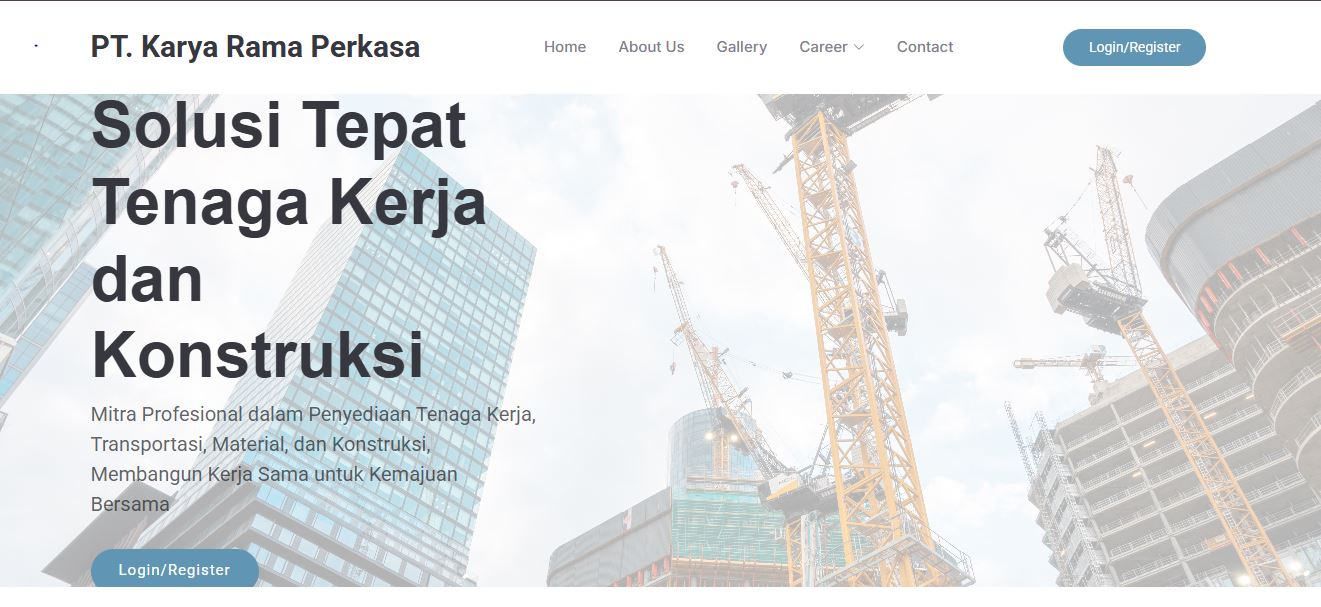 PT. Karya Rama Perkasa
Home
About Us
Gallery
Career
Contact
Login/Register
Solusi Tepat
Tenaga Kerja
dan
Konstruksi
Mitra Profesional dalam Penyediaan Tenaga Kerja,
Transportasi, Material, dan Konstruksi,
Membangun Kerja Sama untuk Kemajuan
Bersama
Login/Register